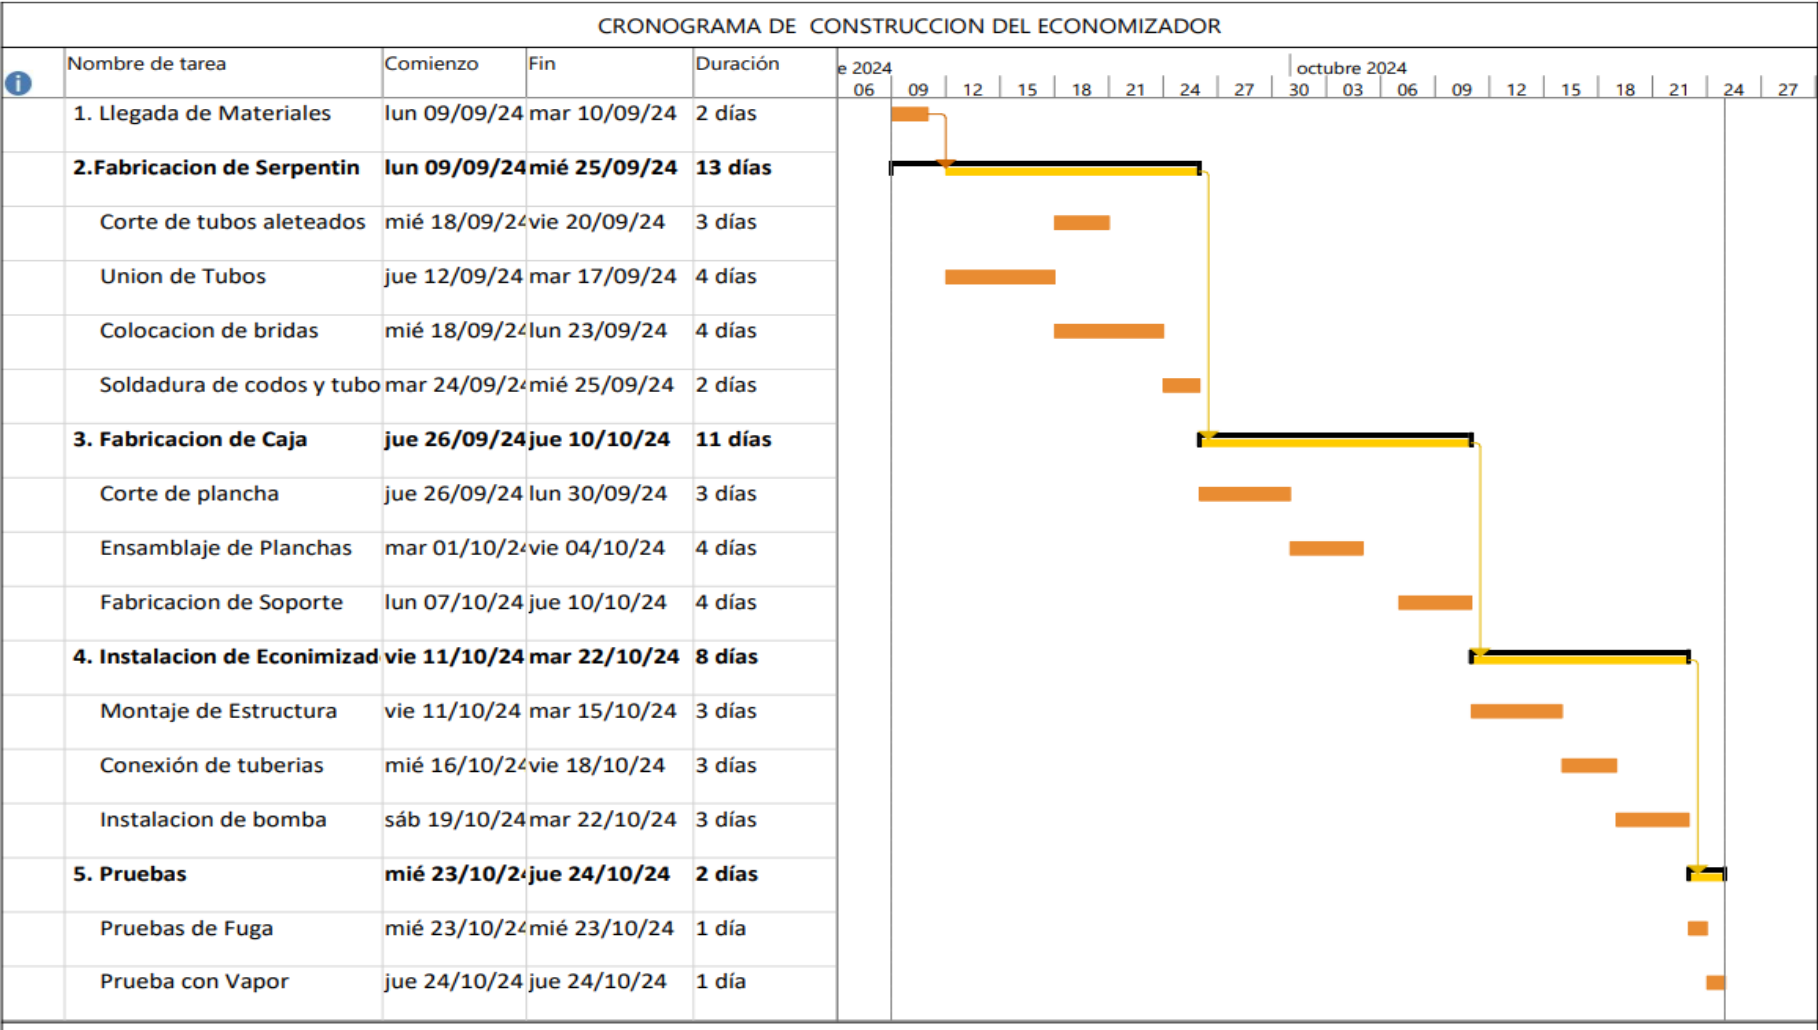 CRONOGRAMA DE CONSTRUCCION DEL ECONOMIZADOR
Nombre de tarea Comienzo Fin Duración
e 2024 octubre 2024
06 09 12 15 18 21 24 27 30 03 06 09 12 15 18 21 24 27
1. Llegada de Materiales lun 09/09/24 mar 10/09/24 2 días
2.Fabricacion de Serpentin lun 09/09/24 mié 25/09/24 13 días
Corte de tubos aleteados mié 18/09/24 vie 20/09/24 3 días
Union de Tubos jue 12/09/24 mar 17/09/24 4 días
Colocacion de bridas mié 18/09/24 lun 23/09/24 4 días
Soldadura de codos y tubo mar 24/09/24 mié 25/09/24 2 días
3. Fabricacion de Caja jue 26/09/24 jue 10/10/24 11 días
Corte de plancha jue 26/09/24 lun 30/09/24 3 días
Ensamblaje de Planchas mar 01/10/24 vie 04/10/24 4 días
Fabricacion de Soporte lun 07/10/24 jue 10/10/24 4 días
4. Instalacion de Econimizad vie 11/10/24 mar 22/10/24 8 días
Montaje de Estructura vie 11/10/24 mar 15/10/24 3 días
Conexión de tuberias mié 16/10/24 vie 18/10/24 3 días
Instalacion de bomba sáb 19/10/24 mar 22/10/24 3 días
5. Pruebas mié 23/10/24 jue 24/10/24 2 días
Pruebas de Fuga mié 23/10/24 mié 23/10/24 1 día
Prueba con Vapor jue 24/10/24 jue 24/10/24 1 día